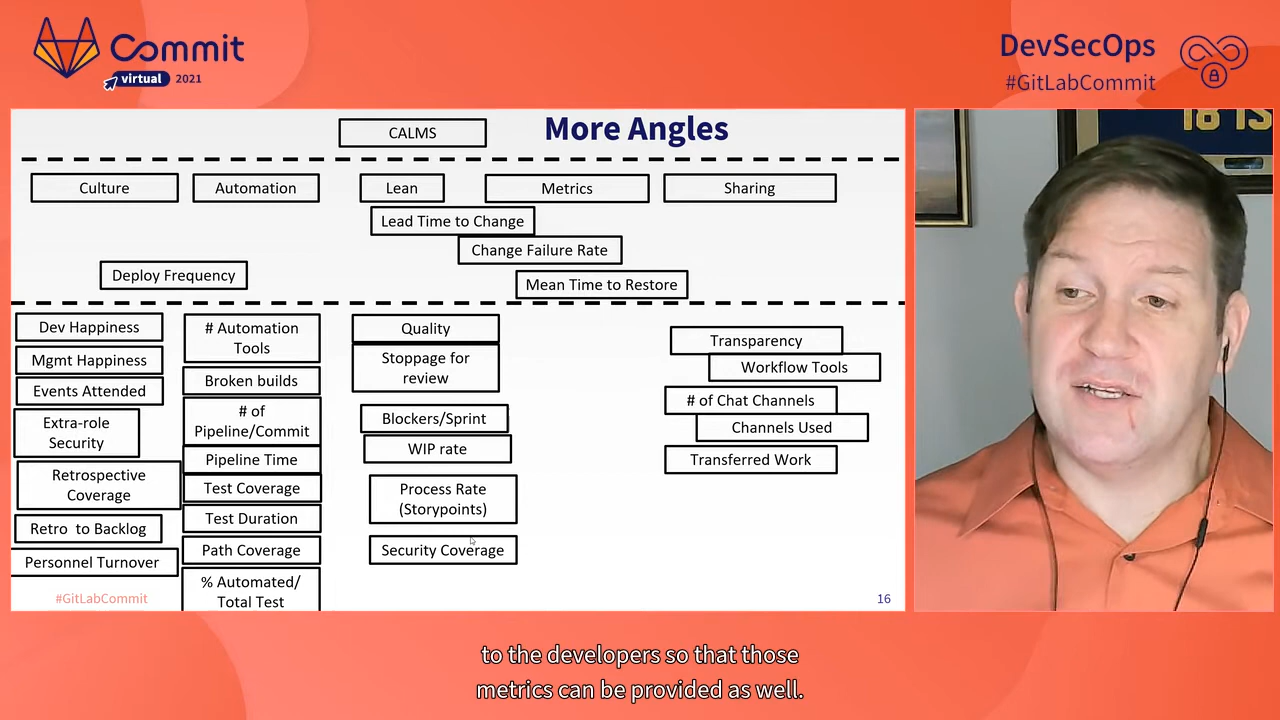 Commit
virtual 2021
DevSecOps
#GitLabCommit
18 IS
CALMS
More Angles
Culture
Automation
Lean
Metrics
Sharing
Lead Time to Change
Change Failure Rate
Deploy Frequency
Mean Time to Restore
Dev Happiness
Mgmt Happiness
Events Attended
Extra-role
Security
Retrospective
Coverage
Retro to Backlog
Personnel Turnover
# Automation
Tools
Broken builds
# of
Pipeline/Commit
Pipeline Time
Test Coverage
Test Duration
Path Coverage
% Automated/
Total Test
Quality
Stoppage for
review
Blockers/Sprint
WIP rate
Process Rate
(Storypoints)
Security Coverage
Transparency
Workflow Tools
# of Chat Channels
Channels Used
Transferred Work
#GitLabCommit
16
to the developers so that those
metrics can be provided as well.